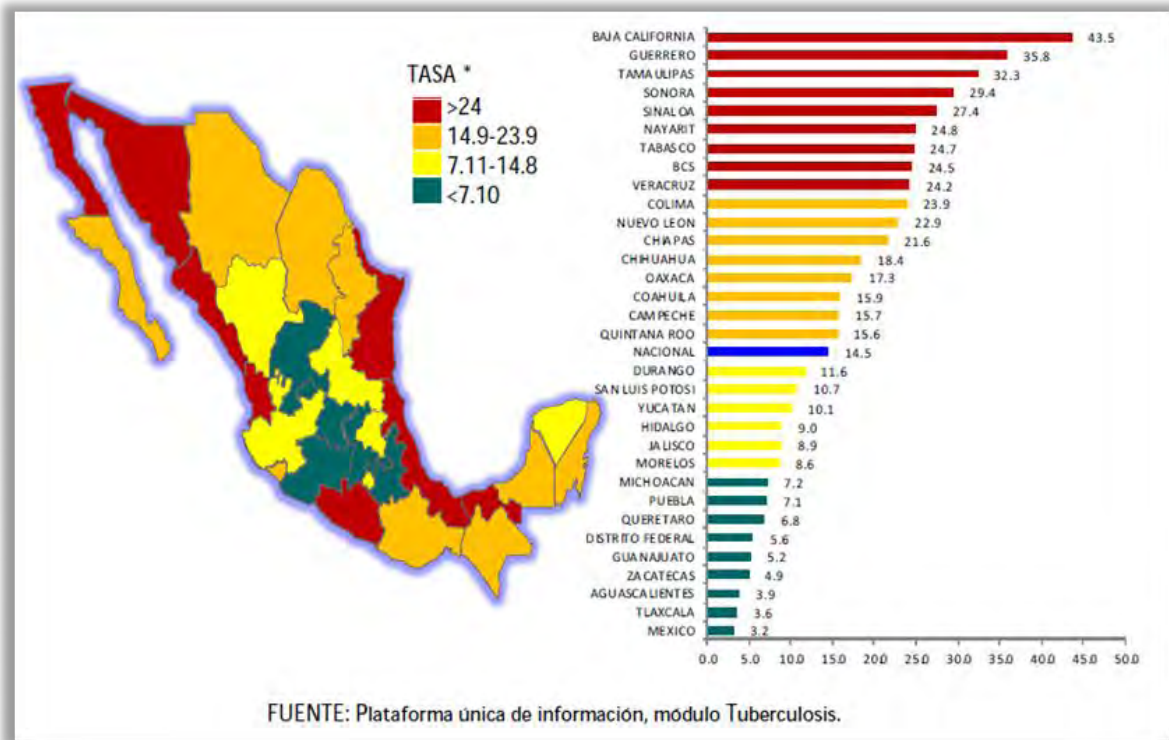 TASA *
>24
14.9-23.9
7.11-14.8
<7.10
BAJA CALIFORNIA 43.5
GUERRERO 35.8
TAMAULIPAS 32.3
SONORA 29.4
SINALOA 27.4
NAYARIT 24.8
TABASCO 24.7
BCS 24.5
VERACRUZ 24.2
COLIMA 23.9
NUEVO LEON 22.9
CHIAPAS 21.6
CHIHUAHUA 18.4
OAXACA 17.3
COAHUILA 15.9
CAMPECHE 15.7
QUINTANA ROO 15.6
NACIONAL 14.5
DURANGO 11.6
SAN LUIS POTOSI 10.7
YUCATAN 10.1
HIDALGO 9.0
JALISCO 8.9
MORELOS 8.6
MICHOACAN 7.2
PUEBLA 7.1
QUERETARO 6.8
DISTRITO FEDERAL 5.6
GUANAJUATO 5.2
ZACATECAS 4.9
AGUASCALIENTES 3.9
TLAXCALA 3.6
MEXICO 3.2
0.0 5.0 10.0 15.0 20.0 25.0 30.0 35.0 40.0 45.0 50.0
FUENTE: Plataforma única de información, módulo Tuberculosis.